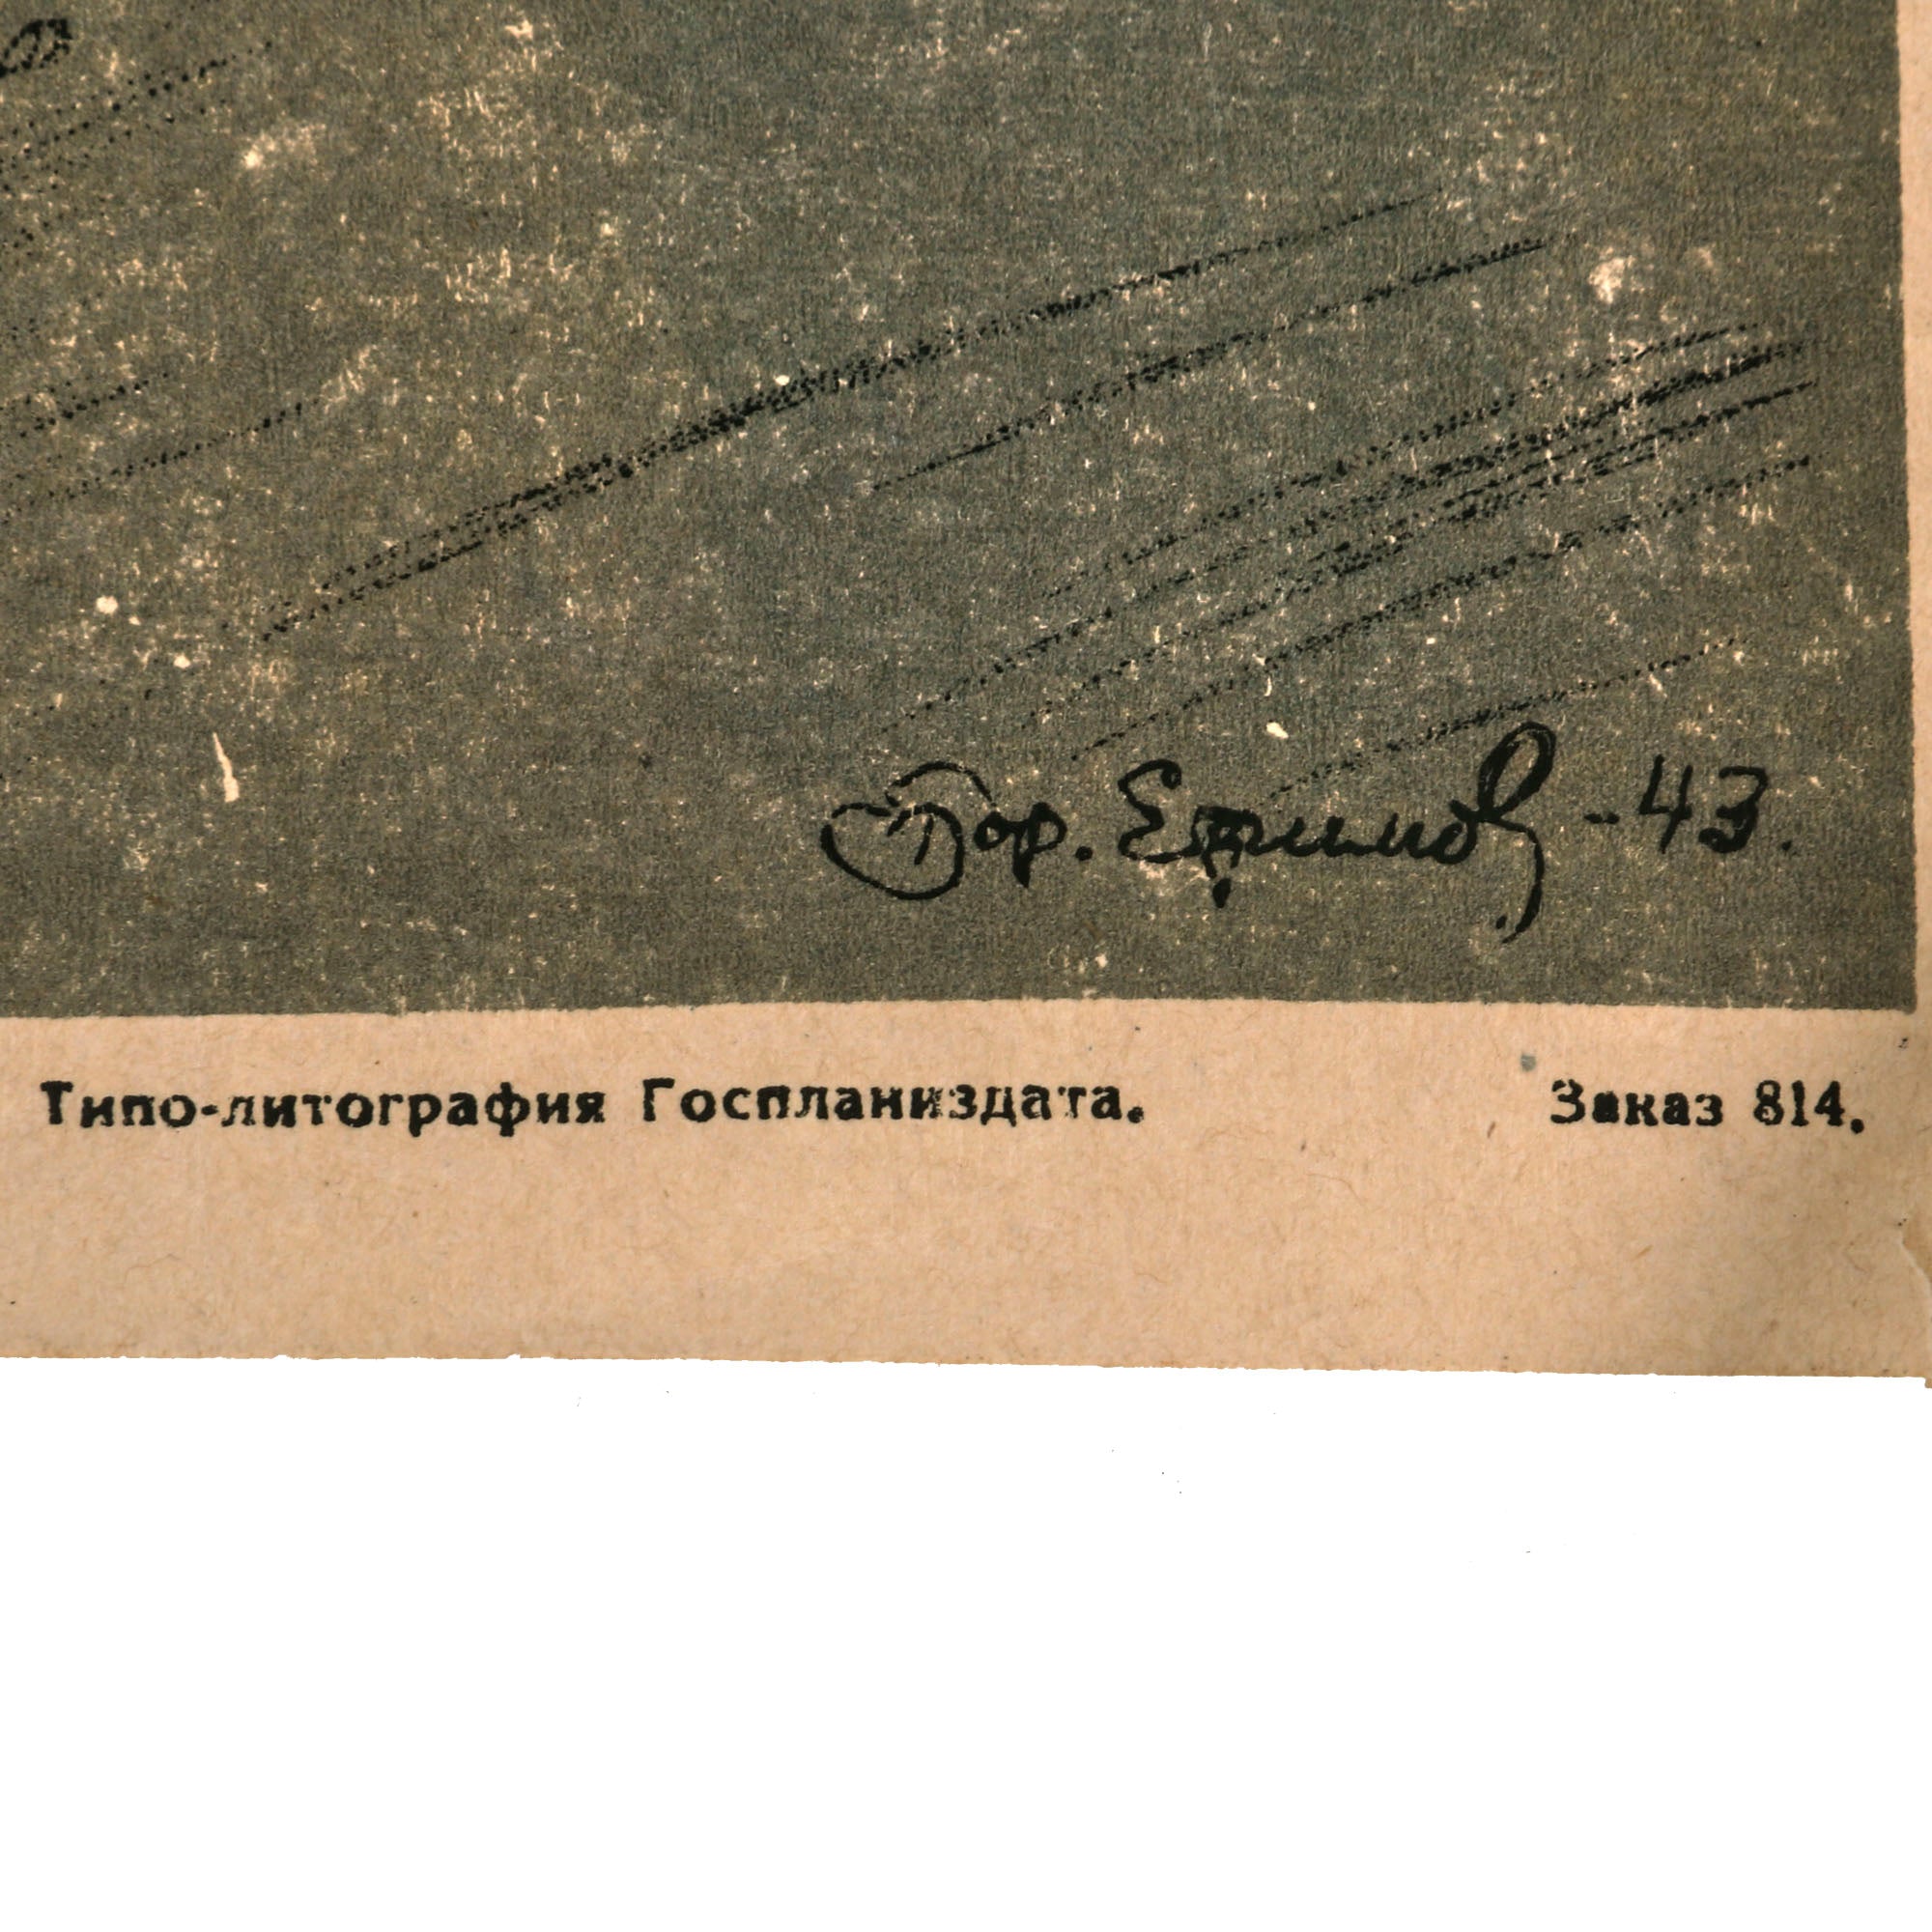 Бор. Ефимов -43.
Типо-литография Госпланиздата. Заказ 814.